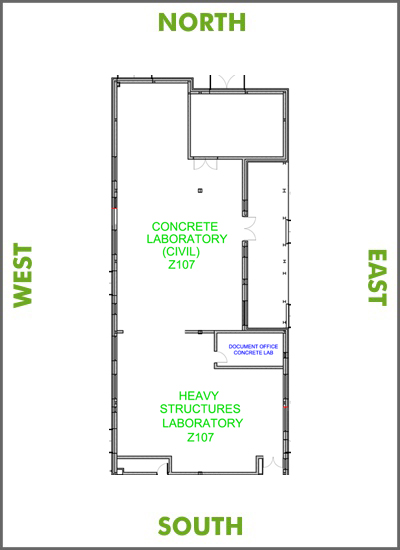 NORTH
CONCRETE
LABORATORY
(CIVIL)
Z107
WEST
EAST
DOCUMENT OFFICE
CONCRETE LAB
HEAVY
STRUCTURES
LABORATORY
Z107
SOUTH